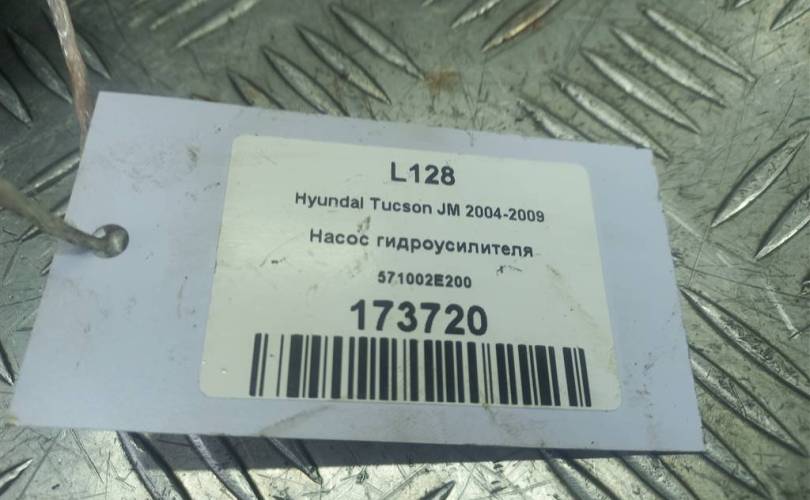 L128
Hyundai Tucson JM 2004-2009
Насос гидроусилителя
571002E200
173720